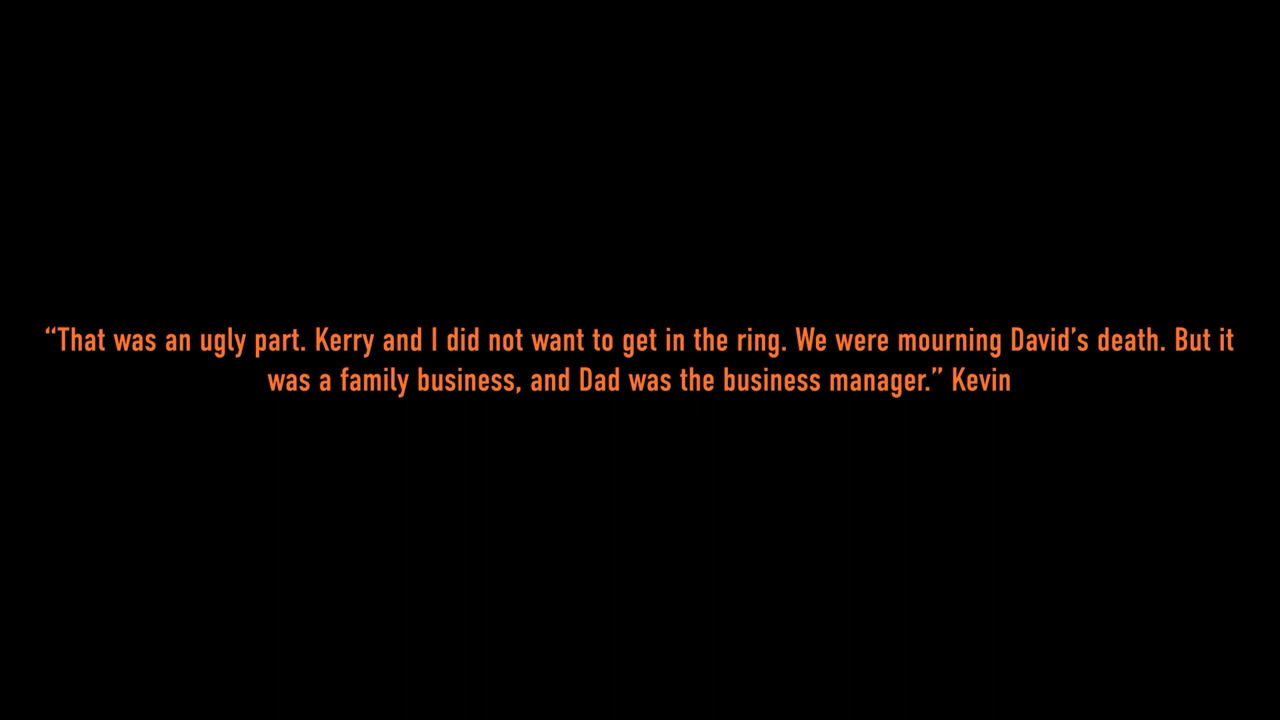 “That was an ugly part. Kerry and I did not want to get in the ring. We were mourning David’s death. But it
was a family business, and Dad was the business manager.” Kevin